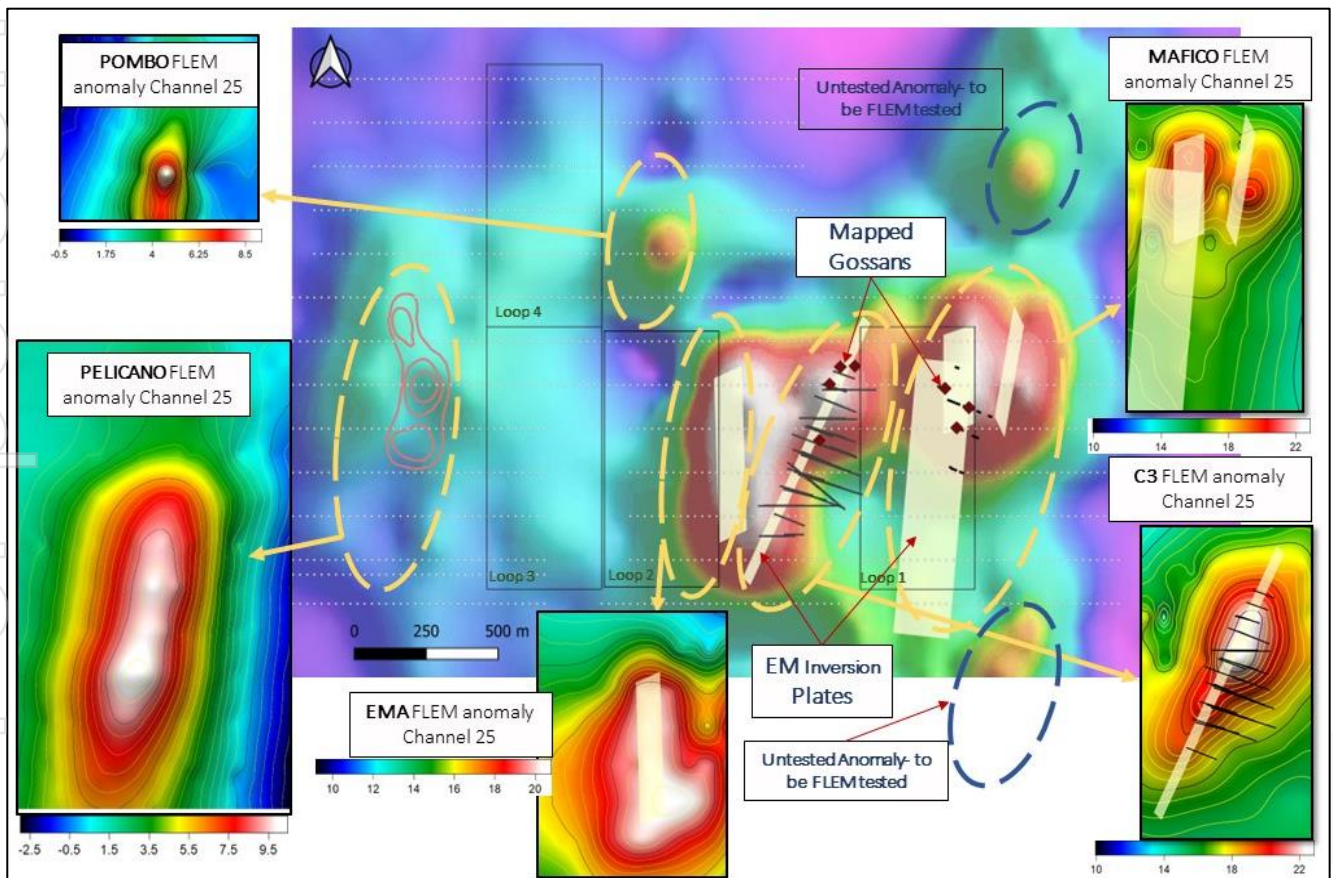 POMBO FLEM
anomaly Channel 25
-0.5 1.75 4 6.25 8.5
Untested Anomaly- to
be FLEM tested
MAFICO FLEM
anomaly Channel 25
10 14 18 22
Mapped
Gossans
Loop 4
PELICANO FLEM
anomaly Channel 25
-2.5 -0.5 1.5 3.5 5.5 7.5 9.5
Loop 3
Loop 2
Loop 1
0 250 500 m
C3 FLEM anomaly
Channel 25
10 14 18 22
EMA FLEM anomaly
Channel 25
10 12 14 16 18 20
EM Inversion
Plates
Untested Anomaly- to
be FLEM tested